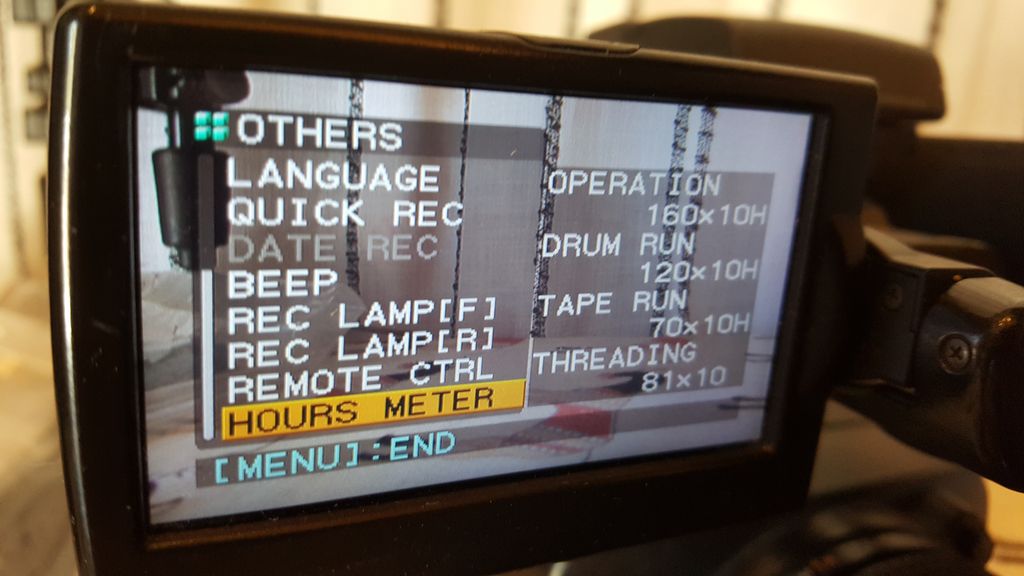 OTHERS
LANGUAGE
QUICK REC
DATE REC
BEEP
REC LAMP[F]
REC LAMP[R]
REMOTE CTRL
HOURS METER
[MENU]:END
OPERATION
160×10H
DRUM RUN
120×10H
TAPE RUN
70×10H
THREADING
81×10